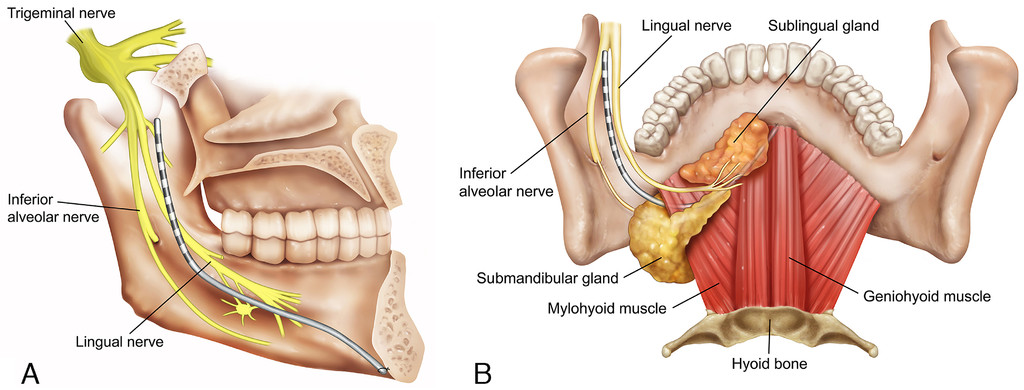 Trigeminal nerve
Inferior
alveolar nerve
Lingual nerve
A
Lingual nerve
Sublingual gland
Inferior
alveolar nerve
Submandibular gland
Mylohyoid muscle
Geniohyoid muscle
Hyoid bone
B